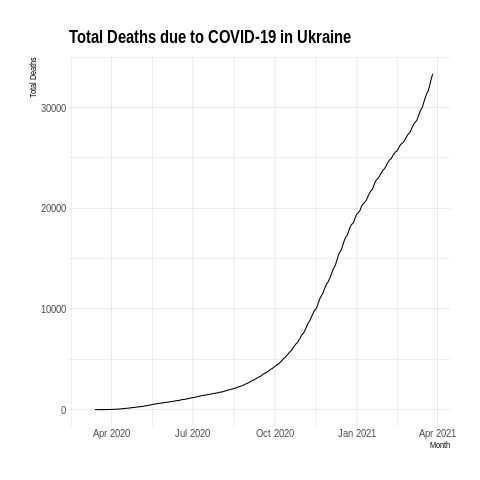 Total Deaths due to COVID-19 in Ukraine
Total Deaths
30000
20000
10000
0
Apr 2020 Jul 2020 Oct 2020 Jan 2021 Apr 2021
Month